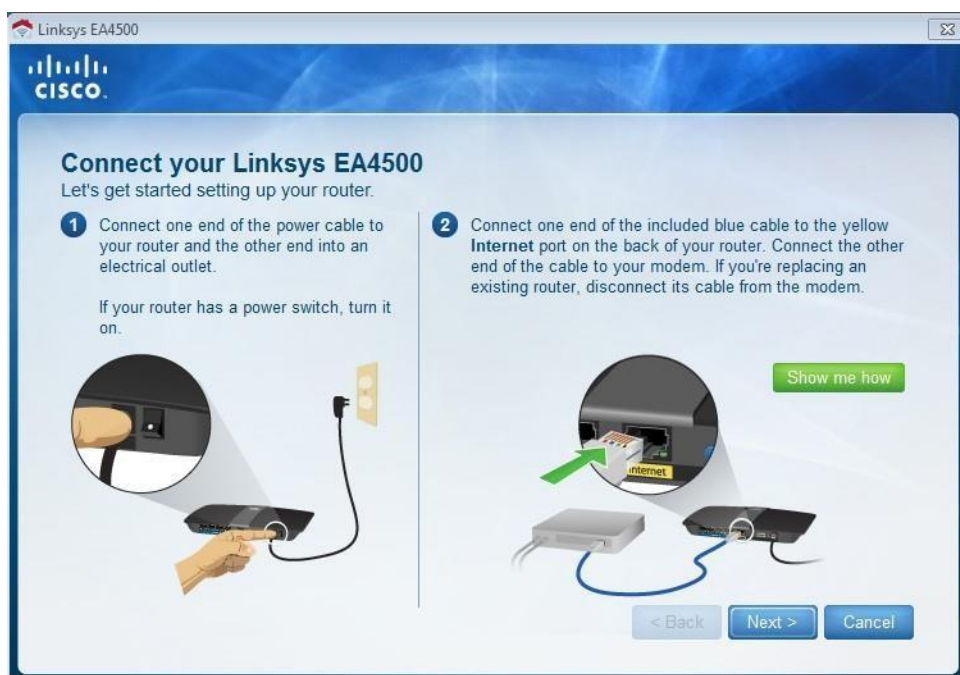 Linksys EA4500
CISCO
Connect your Linksys EA4500
Let's get started setting up your router.
1
Connect one end of the power cable to
your router and the other end into an
electrical outlet.
If your router has a power switch, turn it
on.
2
Connect one end of the included blue cable to the yellow
Internet port on the back of your router. Connect the other
end of the cable to your modem. If you're replacing an
existing router, disconnect its cable from the modem.
Show me how
Internet
< Back
Next >
Cancel